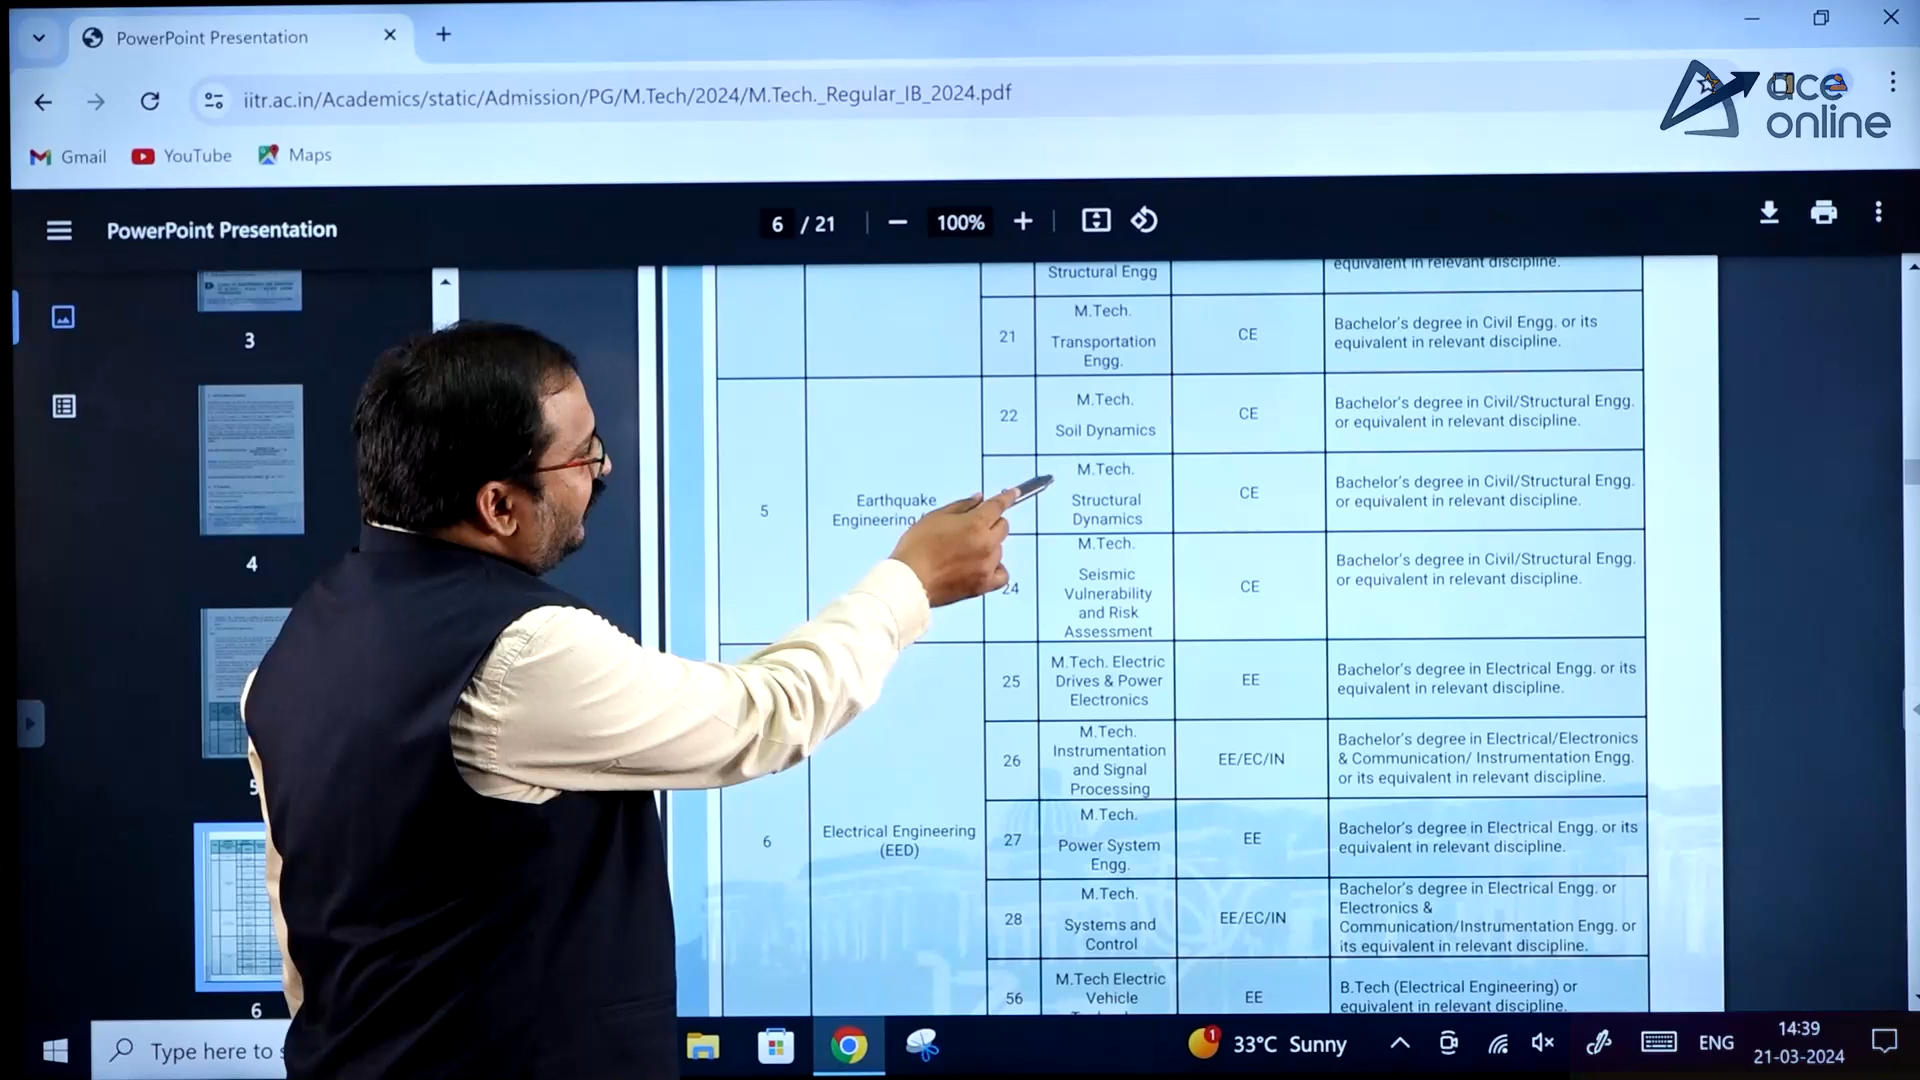 PowerPoint Presentation
iitr.ac.in/Academics/static/Admission/PG/M.Tech/2024/M.Tech._Regular_IB_2024.pdf
ace
online
Gmail
YouTube
Maps
PowerPoint Presentation
6 / 21
100%
3
4
5
6
Structural Engg
equivalent in relevant discipline.
21
M.Tech.
Transportation
Engg.
CE
Bachelor's degree in Civil Engg. or its
equivalent in relevant discipline.
5
Earthquake
Engineering
22
M.Tech.
Soil Dynamics
CE
Bachelor's degree in Civil/Structural Engg.
or equivalent in relevant discipline.
M.Tech.
Structural
Dynamics
CE
Bachelor's degree in Civil/Structural Engg.
or equivalent in relevant discipline.
24
M.Tech.
Seismic
Vulnerability
and Risk
Assessment
CE
Bachelor's degree in Civil/Structural Engg.
or equivalent in relevant discipline.
6
Electrical Engineering
(EED)
25
M.Tech. Electric
Drives & Power
Electronics
EE
Bachelor's degree in Electrical Engg. or its
equivalent in relevant discipline.
26
M.Tech.
Instrumentation
and Signal
Processing
EE/EC/IN
Bachelor's degree in Electrical/Electronics
& Communication/ Instrumentation Engg.
or its equivalent in relevant discipline.
27
M.Tech.
Power System
Engg.
EE
Bachelor's degree in Electrical Engg. or its
equivalent in relevant discipline.
28
M.Tech.
Systems and
Control
EE/EC/IN
Bachelor's degree in Electrical Engg. or
Electronics &
Communication/Instrumentation Engg. or
its equivalent in relevant discipline.
56
M.Tech Electric
Vehicle
EE
B.Tech (Electrical Engineering) or
equivalent in relevant discipline.
Type here to s
1
33°C Sunny
ENG
14:39
21-03-2024